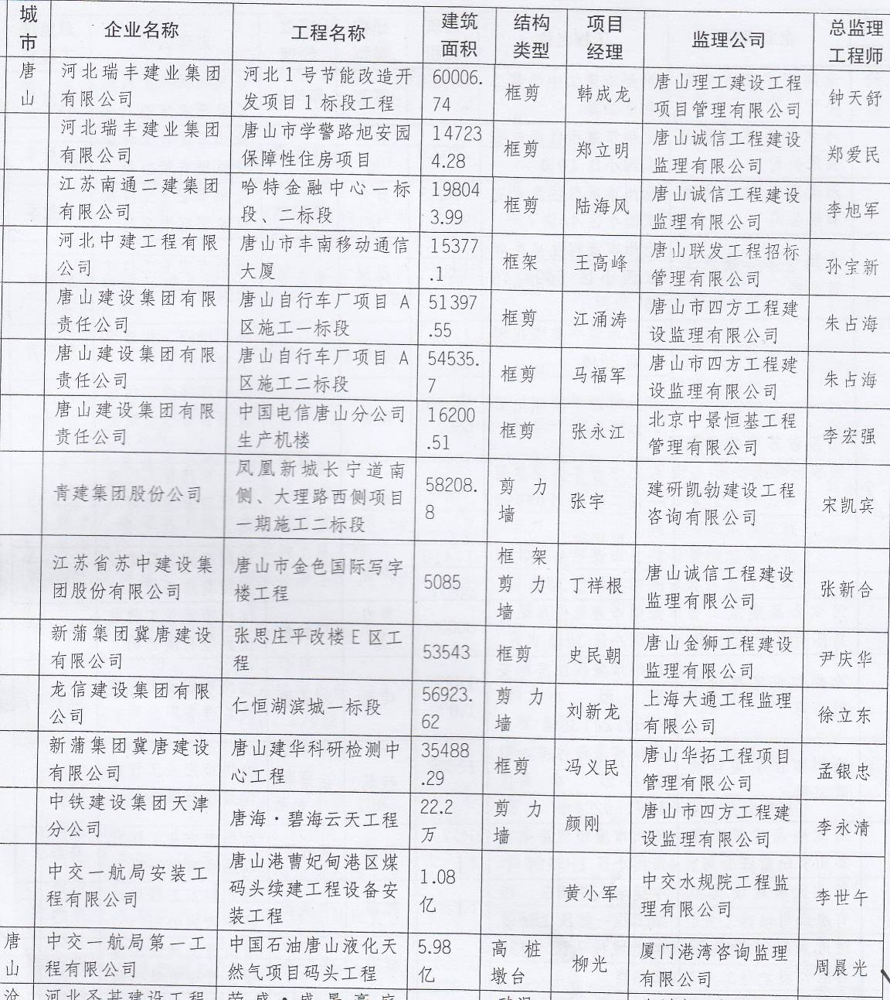 城市 企业名称 工程名称 建筑面积 结构类型 项目经理 监理公司 总监理工程师
唐山 河北瑞丰建业集团有限公司 河北1号节能改造开发项目1标段工程 60006.74 框剪 韩成龙 唐山理工建设工程项目管理有限公司 钟天舒
河北瑞丰建业集团有限公司 唐山市学警路旭安园保障性住房项目 147234.28 框剪 郑立明 唐山诚信工程建设监理有限公司 郑爱民
江苏南通二建集团有限公司 哈特金融中心一标段、二标段 198043.99 框剪 陆海风 唐山诚信工程建设监理有限公司 李旭军
河北中建工程有限公司 唐山市丰南移动通信大厦 15377.1 框架 王高峰 唐山联发工程招标管理有限公司 孙宝新
唐山建设集团有限责任公司 唐山自行车厂项目A区施工一标段 51397.55 框剪 江涌涛 唐山市四方工程建设监理有限公司 朱占海
唐山建设集团有限责任公司 唐山自行车厂项目A区施工二标段 54535.7 框剪 马福军 唐山市四方工程建设监理有限公司 朱占海
唐山建设集团有限责任公司 中国电信唐山分公司生产机楼 16200.51 框剪 张永江 北京中景恒基工程管理有限公司 李宏强
青建集团股份公司 凤凰新城长宁道南侧、大理路西侧项目一期施工二标段 58208.8 剪力墙 张宇 建研凯勃建设工程咨询有限公司 宋凯宾
江苏省苏中建设集团股份有限公司 唐山市金色国际写字楼工程 5085 框架剪力墙 丁祥根 唐山诚信工程建设监理有限公司 张新合
新蒲集团冀唐建设有限公司 张思庄平改楼E区工程 53543 框剪 史民朝 唐山金狮工程建设监理有限公司 尹庆华
龙信建设集团有限公司 仁恒湖滨城一标段 56923.62 剪力墙 刘新龙 上海大通工程监理有限公司 徐立东
新蒲集团冀唐建设有限公司 唐山建华科研检测中心工程 35488.29 框剪 冯义民 唐山华拓工程项目管理有限公司 孟银忠
中铁建设集团天津分公司 唐海·碧海云天工程 22.2万 剪力墙 颜刚 唐山市四方工程建设监理有限公司 李永清
中交一航局安装工程有限公司 唐山港曹妃甸港区煤码头续建工程设备安装工程 1.08亿 黄小军 中交水规院工程监理有限公司 李世午
唐山 中交一航局第一工程有限公司 中国石油唐山液化天然气项目码头工程 5.98亿 高桩墩台 柳光 厦门港湾咨询监理有限公司 周晨光
沧 河北圣基建设工程 荣盛·盛景豪庭